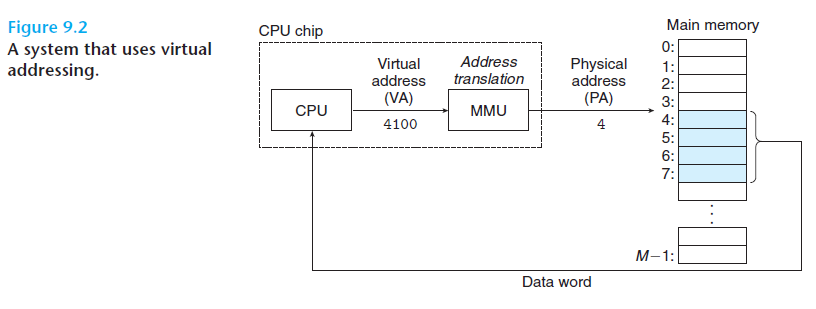 Figure 9.2
A system that uses virtual
addressing.
CPU chip
Virtual
address
(VA)
4100
Address
translation
CPU
MMU
Physical
address
(PA)
4
Main memory
0:
1:
2:
3:
4:
5:
6:
7:
. . .
M−1:
Data word